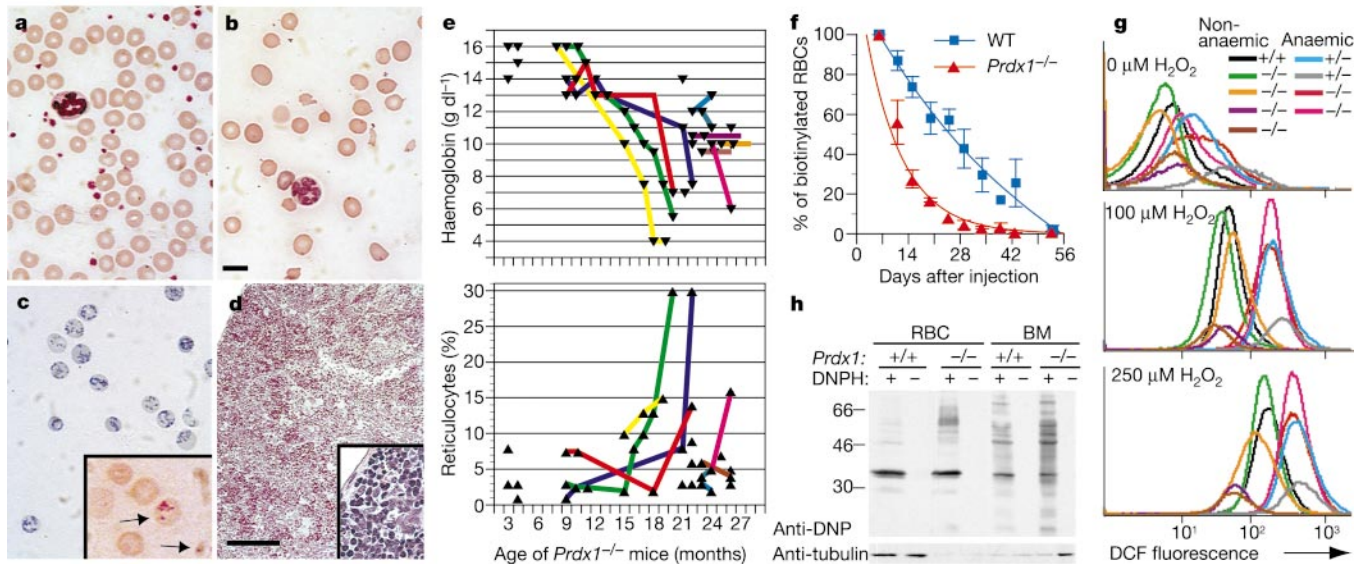 a
b
c
d
e
Haemoglobin (g dl⁻¹)
18
16
14
13
12
11
10
9
8
6
4
Reticulocytes (%)
30
25
20
15
10
5
0
3 6 9 12 15 18 21 24 27
Age of Prdx1⁻/⁻ mice (months)
f
WT
Prdx1⁻/⁻
% of biotinylated RBCs
100
80
60
40
20
0
0 14 28 42 56
Days after injection
g
Non-
anaemic
Anaemic
+/+
+/–
–/–
+/–
–/–
–/–
–/–
–/–
–/–
0 μM H₂O₂
100 μM H₂O₂
250 μM H₂O₂
10¹ 10² 10³
DCF fluorescence
h
RBC BM
Prdx1: +/+ –/– +/+ –/–
DNPH: + – + – + – + –
66
46
30
Anti-DNP
Anti-tubulin